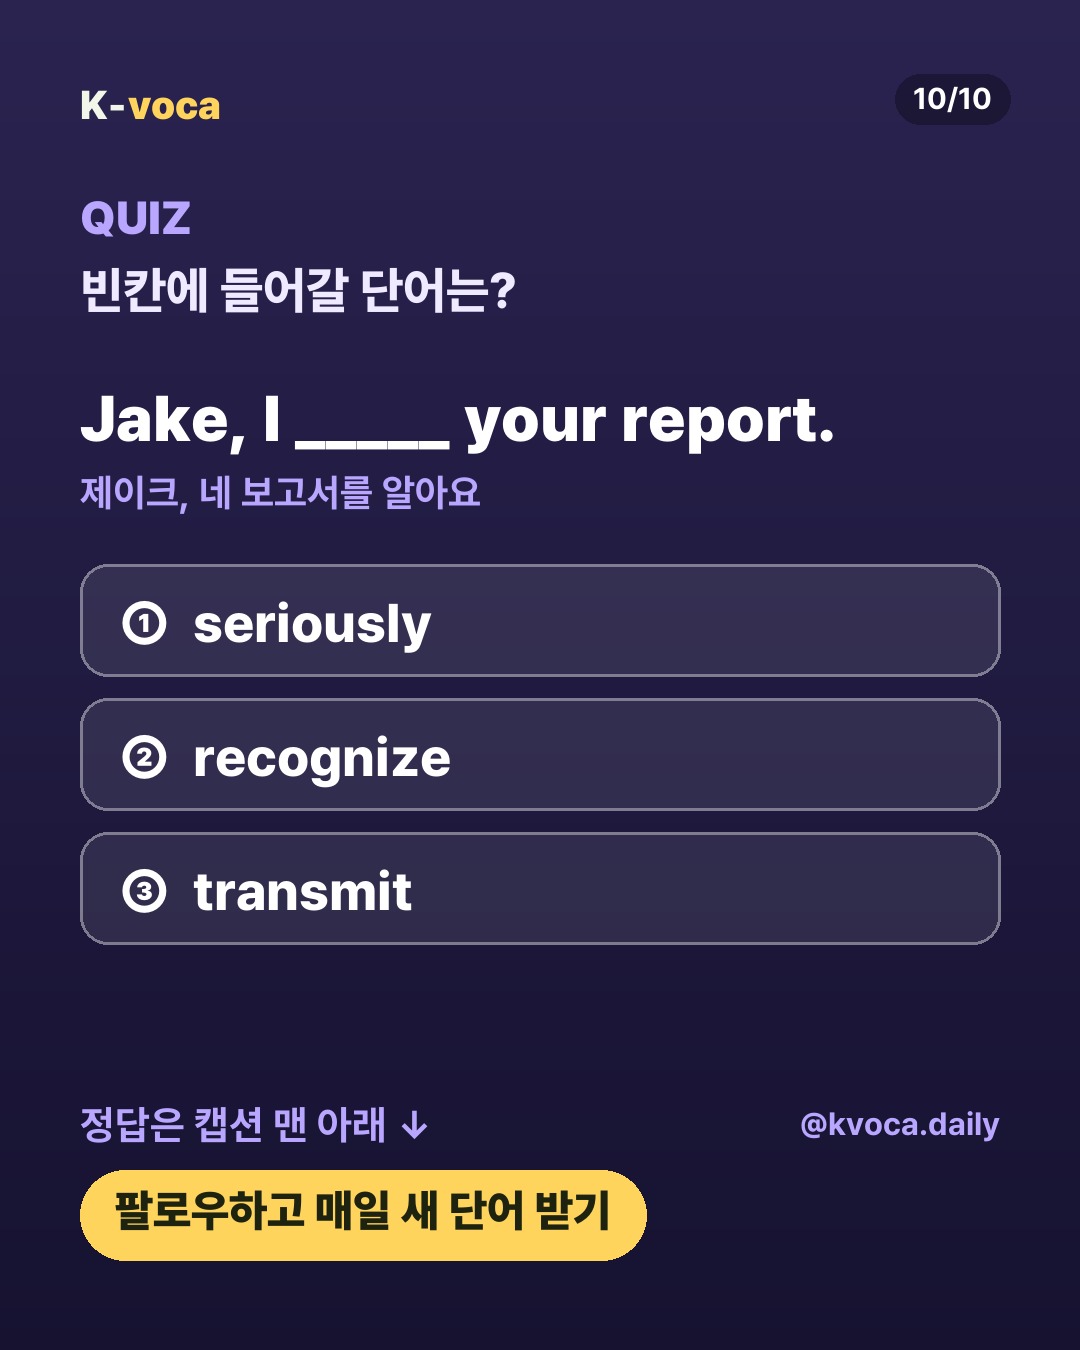 K-voca
10/10
QUIZ
빈칸에 들어갈 단어는?
Jake, I _____ your report.
제이크, 네 보고서를 알아요
① seriously
② recognize
③ transmit
정답은 캡션 맨 아래 ↓
@kvoca.daily
팔로우하고 매일 새 단어 받기